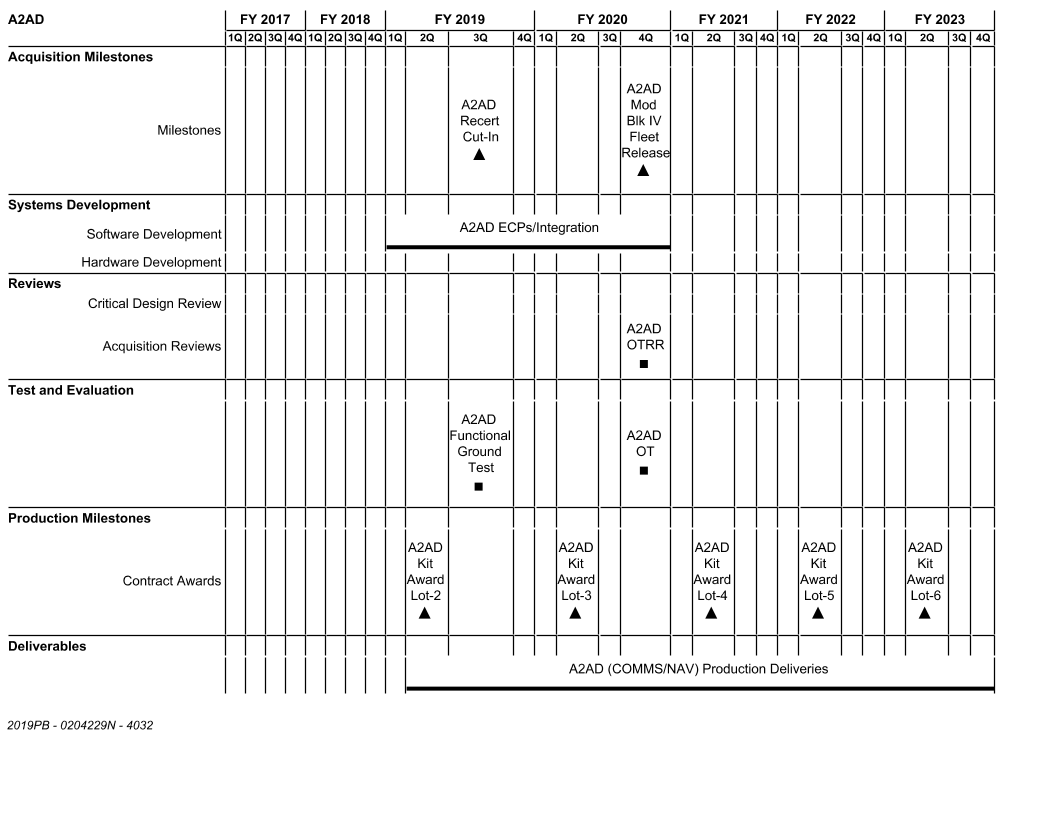 A2AD FY 2017 FY 2018 FY 2019 FY 2020 FY 2021 FY 2022 FY 2023
1Q 2Q 3Q 4Q 1Q 2Q 3Q 4Q 1Q 2Q 3Q 4Q 1Q 2Q 3Q 4Q 1Q 2Q 3Q 4Q 1Q 2Q 3Q 4Q 1Q 2Q 3Q 4Q
Acquisition Milestones
Milestones
A2AD
Recert
Cut-In
A2AD
Mod
Blk IV
Fleet
Release
Systems Development
Software Development
A2AD ECPs/Integration
Hardware Development
Reviews
Critical Design Review
Acquisition Reviews
A2AD
OTRR
Test and Evaluation
A2AD
Functional
Ground
Test
A2AD
OT
Production Milestones
Contract Awards
A2AD
Kit
Award
Lot-2
A2AD
Kit
Award
Lot-3
A2AD
Kit
Award
Lot-4
A2AD
Kit
Award
Lot-5
A2AD
Kit
Award
Lot-6
Deliverables
A2AD (COMMS/NAV) Production Deliveries
2019PB - 0204229N - 4032